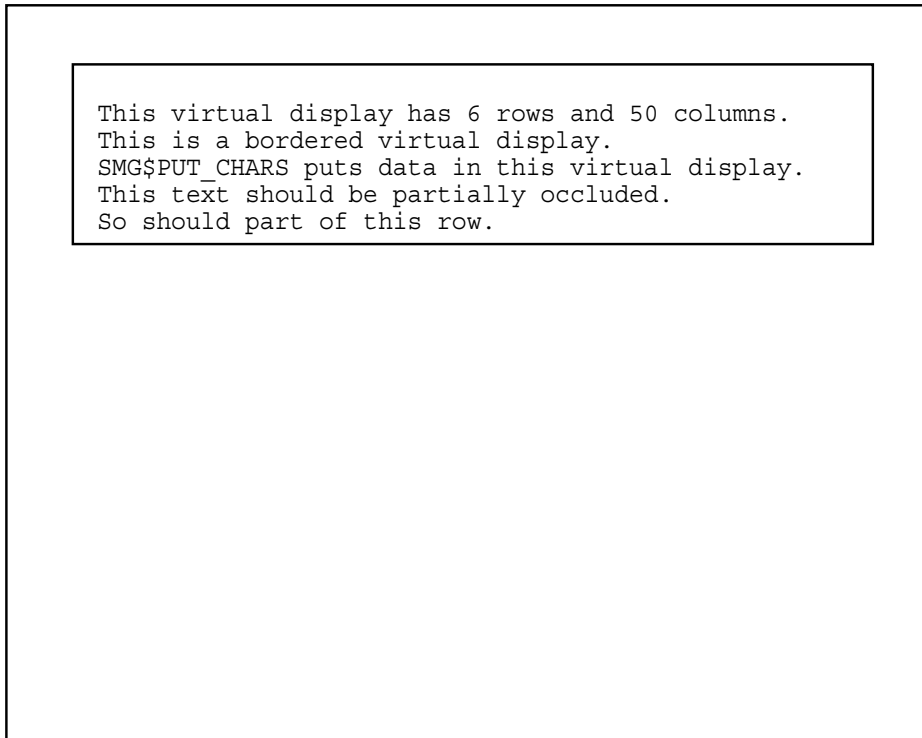 This virtual display has 6 rows and 50 columns.
This is a bordered virtual display.
SMG$PUT_CHARS puts data in this virtual display.
This text should be partially occluded.
So should part of this row.